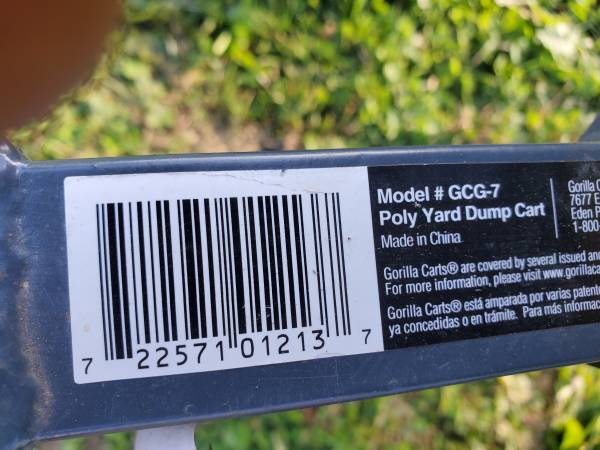 Model # GCG-7
Poly Yard Dump Cart
Made in China
Gorilla
7677
Eden
1-800-
Gorilla Carts® are covered by several issued and
For more information, please visit www.gorillaca
Gorilla Carts® está amparada por varias patente
ya concedidas o en trámite. Para más informac
7 22571 01213 7